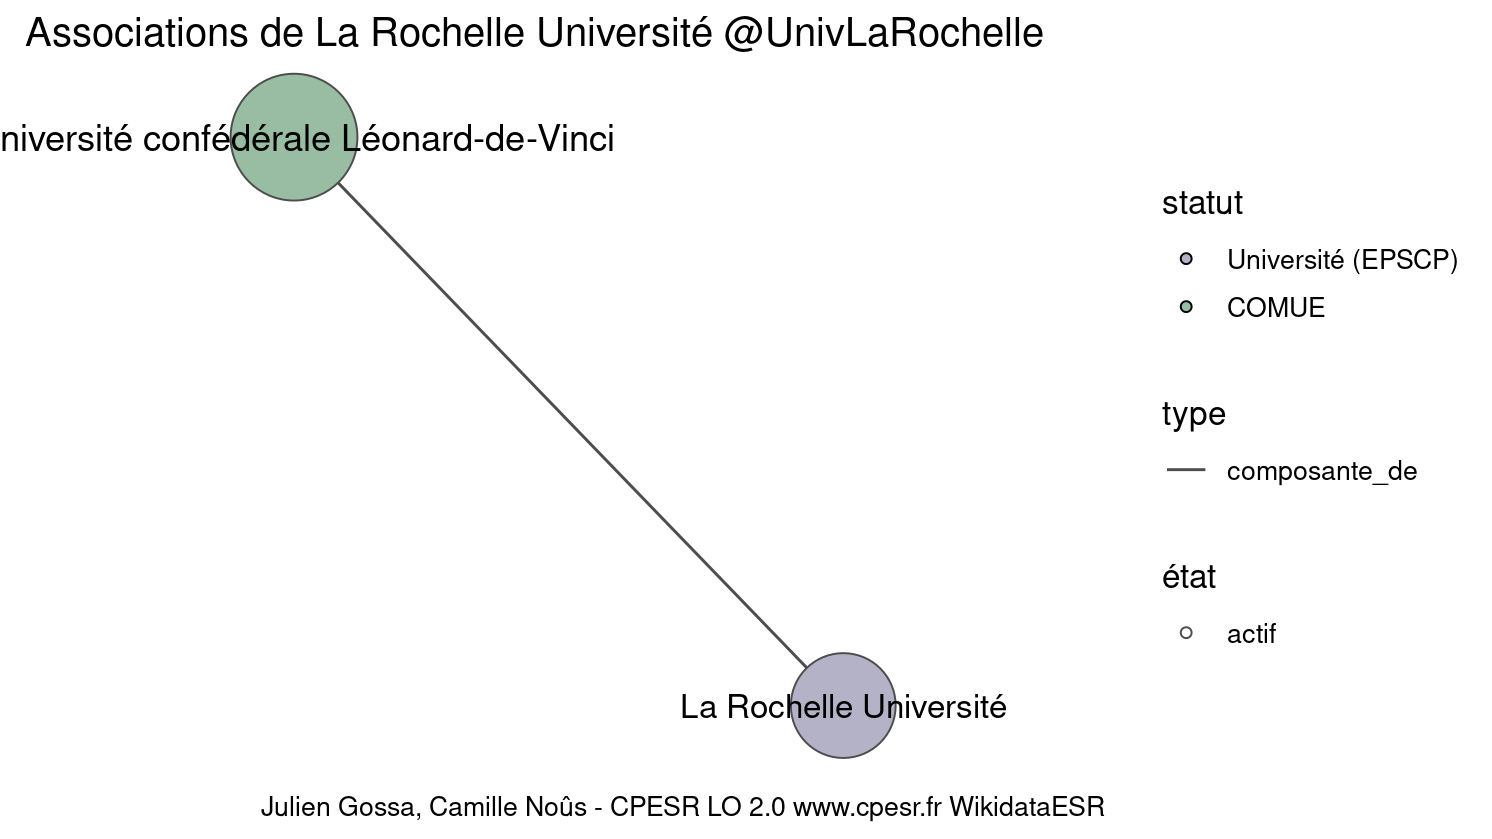 Associations de La Rochelle Université @UnivLaRochelle
niversité confédérale Léonard-de-Vinci
statut
Université (EPSCP)
COMUE
type
composante_de
état
actif
La Rochelle Université
Julien Gossa, Camille Noûs - CPESR LO 2.0 www.cpesr.fr WikidataESR